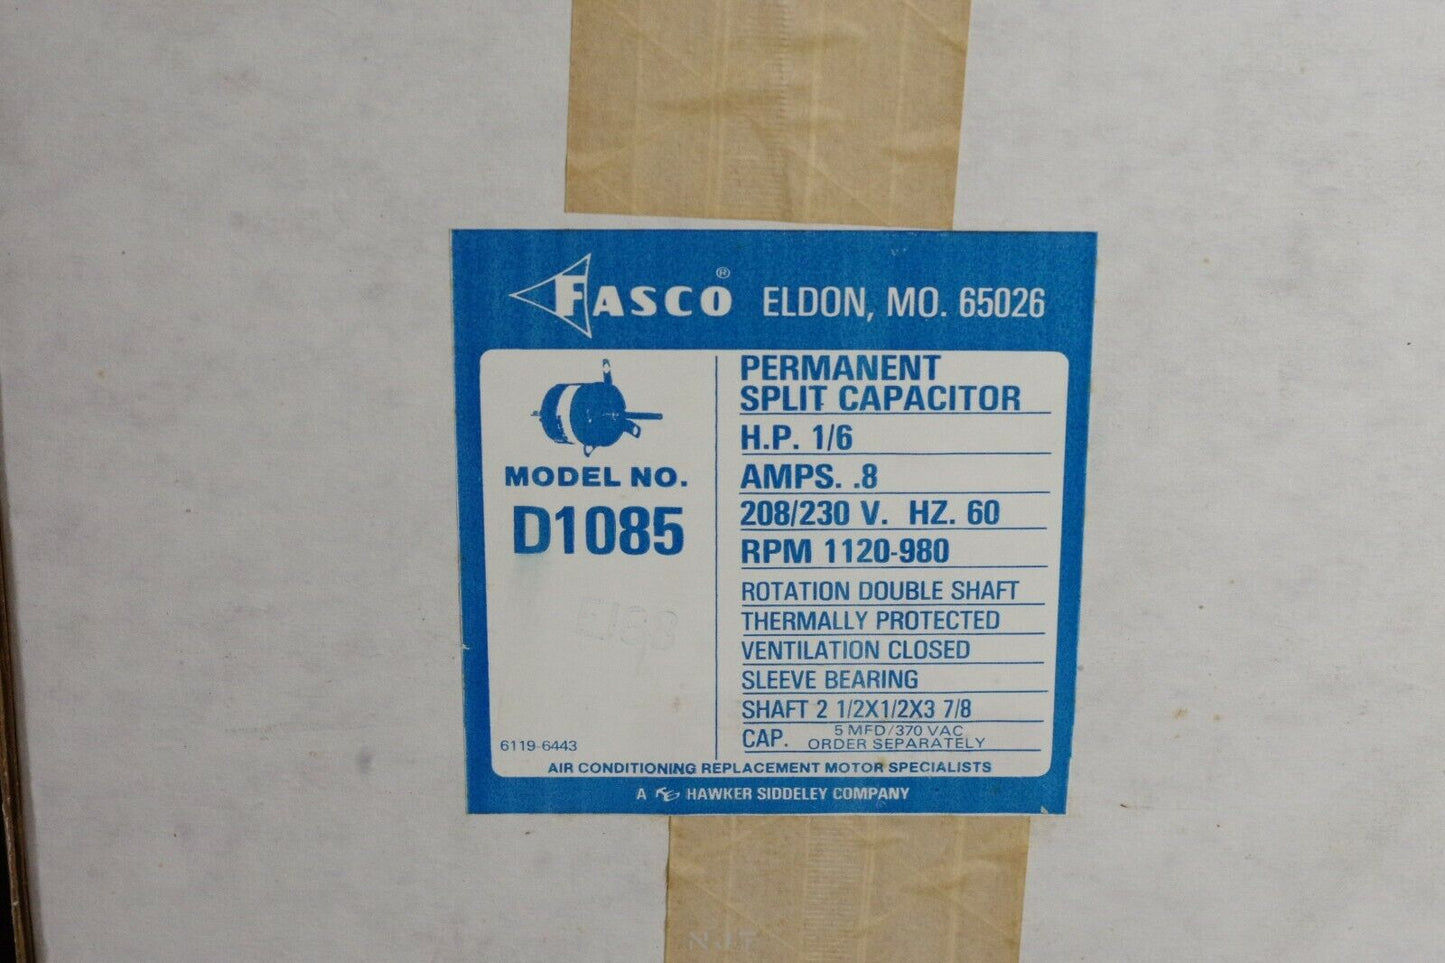 FASCO® ELDON, MO. 65026
MODEL NO.
D1085
6119-6443
PERMANENT
SPLIT CAPACITOR
H.P. 1/6
AMPS. .8
208/230 V. HZ. 60
RPM 1120-980
ROTATION DOUBLE SHAFT
THERMALLY PROTECTED
VENTILATION CLOSED
SLEEVE BEARING
SHAFT 2 1/2X1/2X3 7/8
CAP. 5 MFD/370 VAC
ORDER SEPARATELY
AIR CONDITIONING REPLACEMENT MOTOR SPECIALISTS
A HAWKER SIDDELEY COMPANY